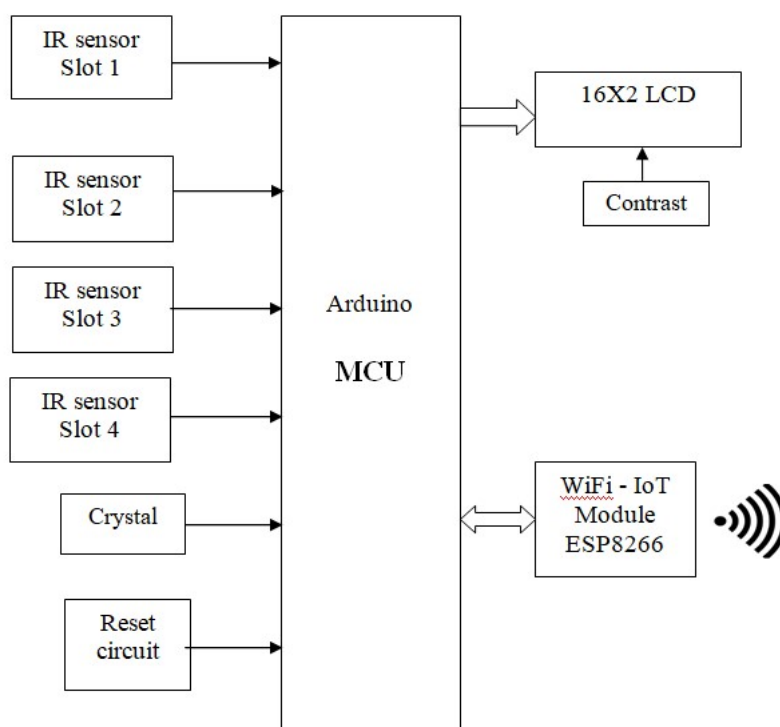 IR sensor
Slot 1
IR sensor
Slot 2
IR sensor
Slot 3
IR sensor
Slot 4
Crystal
Reset
circuit
Arduino
MCU
16X2 LCD
Contrast
WiFi - IoT
Module
ESP8266